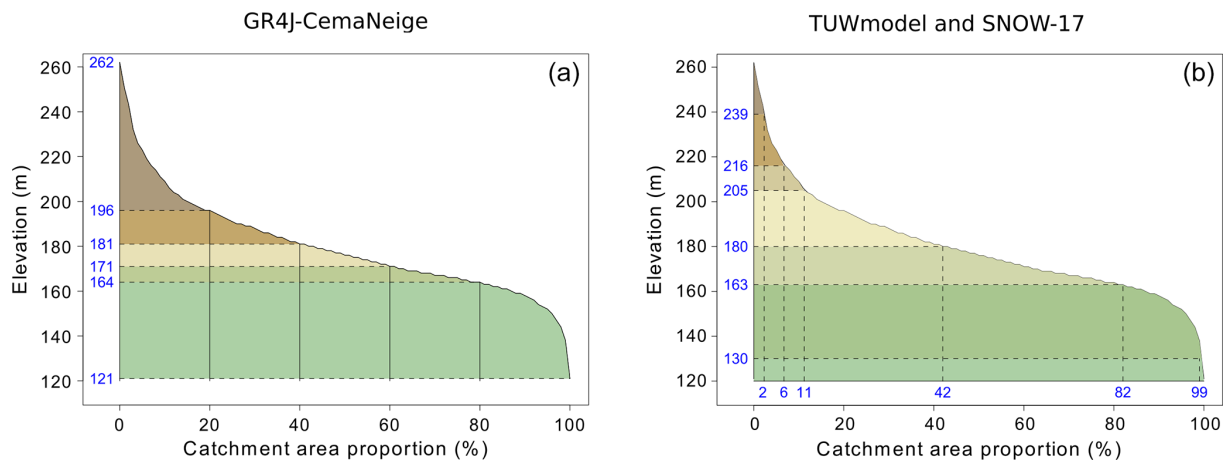 GR4J-CemaNeige
TUWmodel and SNOW-17
(a)
262
260
240
220
200
196
181
180
171
164
160
140
121
120
Elevation (m)
0 20 40 60 80 100
Catchment area proportion (%)
(b)
260
239
240
220
216
205
200
180
180
163
160
140
130
120
Elevation (m)
2 6 11 42 82 99
0 20 40 60 80 100
Catchment area proportion (%)